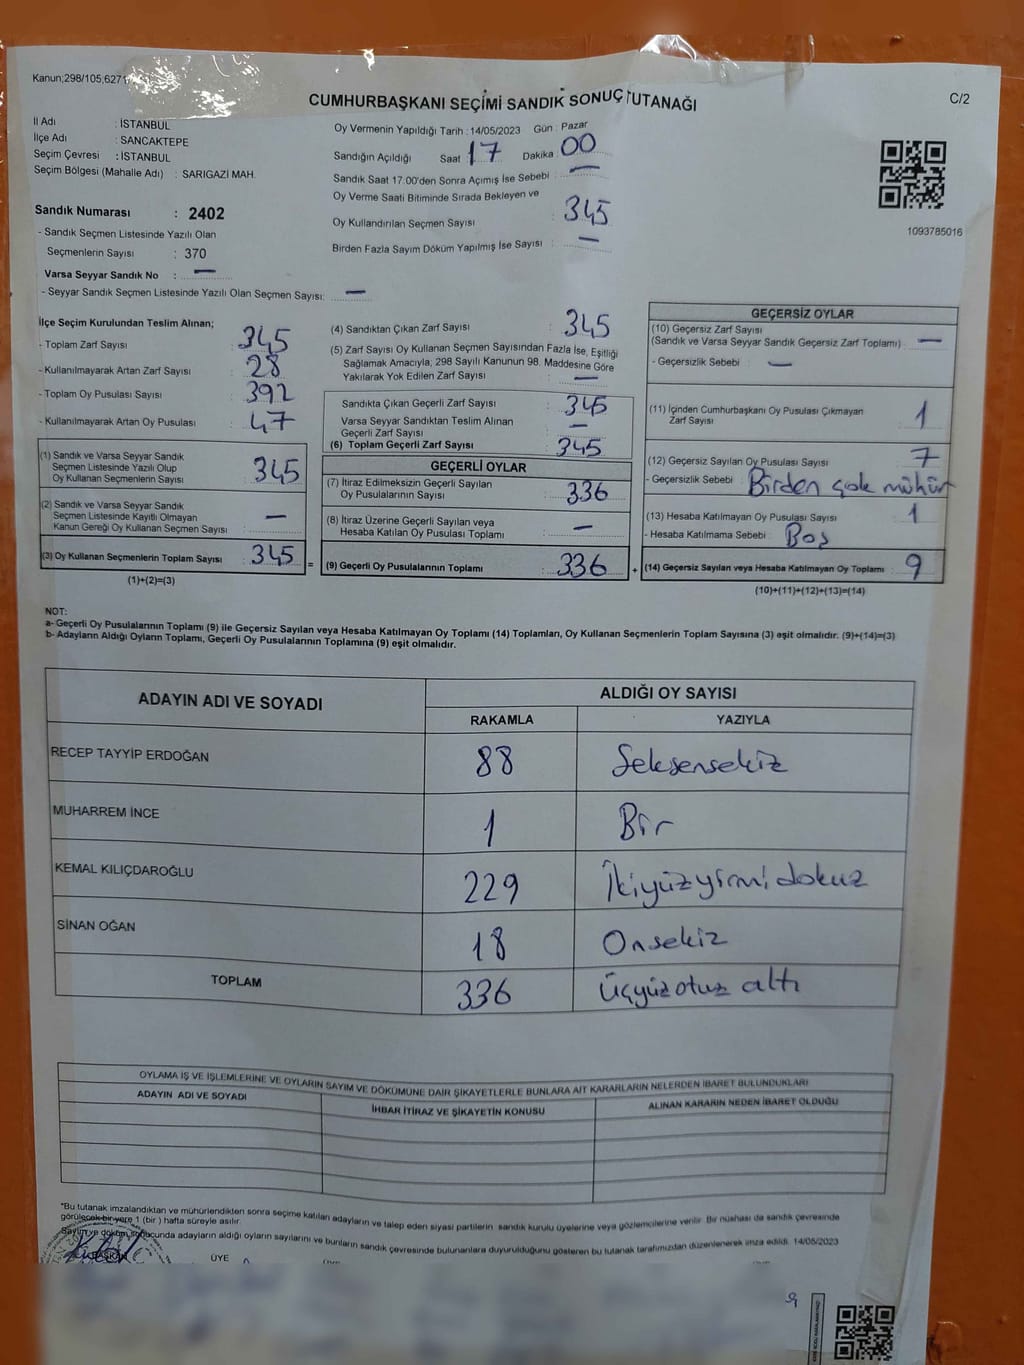 Kanun;298/105,6271
CUMHURBAŞKANI SEÇİMİ SANDIK SONUÇ TUTANAĞI
C/2
İl Adı : İSTANBUL
İlçe Adı : SANCAKTEPE
Seçim Çevresi : İSTANBUL
Seçim Bölgesi (Mahalle Adı) : SARIGAZİ MAH.
Sandık Numarası : 2402
- Sandık Seçmen Listesinde Yazılı Olan
Seçmenlerin Sayısı : 370
Varsa Seyyar Sandık No : —
- Seyyar Sandık Seçmen Listesinde Yazılı Olan Seçmen Sayısı: —
Oy Vermenin Yapıldığı Tarih : 14/05/2023 Gün : Pazar
Sandığın Açıldığı Saat 17 Dakika 00
Sandık Saat 17:00'den Sonra Açımış İse Sebebi : —
Oy Verme Saati Bitiminde Sırada Bekleyen ve
Oy Kullandırılan Seçmen Sayısı : 345
Birden Fazla Sayım Döküm Yapılmış İse Sayısı : —
1093785016
İlçe Seçim Kurulundan Teslim Alınan;
- Toplam Zarf Sayısı : 345
- Kullanılmayarak Artan Zarf Sayısı : 28
- Toplam Oy Pusulası Sayısı : 392
- Kullanılmayarak Artan Oy Pusulası : 47
(1) Sandık ve Varsa Seyyar Sandık
Seçmen Listesinde Yazılı Olup
Oy Kullanan Seçmenlerin Sayısı : 345
(2) Sandık ve Varsa Seyyar Sandık
Seçmen Listesinde Kayıtlı Olmayan
Kanun Gereği Oy Kullanan Seçmen Sayısı : —
(3) Oy Kullanan Seçmenlerin Toplam Sayısı : 345
(1)+(2)=(3)
=
(4) Sandıktan Çıkan Zarf Sayısı : 345
(5) Zarf Sayısı Oy Kullanan Seçmen Sayısından Fazla İse, Eşitliği
Sağlamak Amacıyla, 298 Sayılı Kanunun 98. Maddesine Göre
Yakılarak Yok Edilen Zarf Sayısı : —
Sandıkta Çıkan Geçerli Zarf Sayısı : 345
Varsa Seyyar Sandıktan Teslim Alınan
Geçerli Zarf Sayısı : —
(6) Toplam Geçerli Zarf Sayısı : 345
GEÇERLİ OYLAR
(7) İtiraz Edilmeksizin Geçerli Sayılan
Oy Pusulalarının Sayısı : 336
(8) İtiraz Üzerine Geçerli Sayılan veya
Hesaba Katılan Oy Pusulası Toplamı : —
(9) Geçerli Oy Pusulalarının Toplamı : 336
+
GEÇERSİZ OYLAR
(10) Geçersiz Zarf Sayısı
(Sandık ve Varsa Seyyar Sandık Geçersiz Zarf Toplamı) : —
- Geçersizlik Sebebi : —
(11) İçinden Cumhurbaşkanı Oy Pusulası Çıkmayan
Zarf Sayısı : 1
(12) Geçersiz Sayılan Oy Pusulası Sayısı : 7
- Geçersizlik Sebebi : Birden çok mühür
(13) Hesaba Katılmayan Oy Pusulası Sayısı : 1
- Hesaba Katılmama Sebebi : Boş
(14) Geçersiz Sayılan veya Hesaba Katılmayan Oy Toplamı : 9
(10)+(11)+(12)+(13)=(14)
NOT:
a- Geçerli Oy Pusulalarının Toplamı (9) ile Geçersiz Sayılan veya Hesaba Katılmayan Oy Toplamı (14) Toplamları, Oy Kullanan Seçmenlerin Toplam Sayısına (3) eşit olmalıdır. (9)+(14)=(3)
b- Adayların Aldığı Oyların Toplamı, Geçerli Oy Pusulalarının Toplamına (9) eşit olmalıdır.
ADAYIN ADI VE SOYADI
ALDIĞI OY SAYISI
RAKAMLA YAZIYLA
RECEP TAYYİP ERDOĞAN 88 Seksensekiz
MUHARREM İNCE 1 Bir
KEMAL KILIÇDAROĞLU 229 İkiyüzyirmi dokuz
SİNAN OĞAN 18 Onsekiz
TOPLAM 336 Üçyüz otuz altı
OYLAMA İŞ VE İŞLEMLERİNE VE OYLARIN SAYIM VE DÖKÜMÜNE DAİR ŞİKAYETLERLE BUNLARA AİT KARARLARIN NELERDEN İBARET BULUNDUKLARI
ADAYIN ADI VE SOYADI İHBAR İTİRAZ VE ŞİKAYETİN KONUSU ALINAN KARARIN NEDEN İBARET OLDUĞU
*Bu tutanak imzalandıktan ve mühürlendikten sonra seçime katılan adayların ve talep eden siyasi partilerin sandık kurulu üyelerine veya gözlemcilerine verilir. Bir nüshası da sandık çevresinde
görülecek bir yere 1 (bir ) hafta süreyle asılır.
Sayım ve döküm sonucunda adayların aldığı oyların sayılarını ve bunların sandık çevresinde bulunanlara duyurulduğunu gösteren bu tutanak tarafımızdan düzenlenerek imza edildi. 14/05/2023
BAŞKAN ÜYE